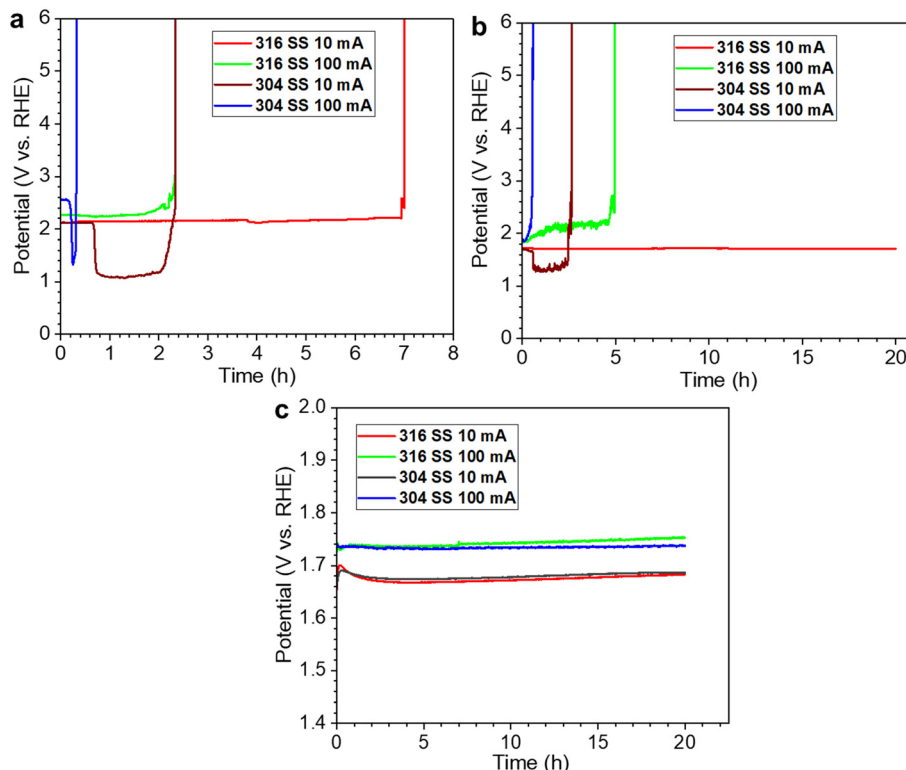 a
6
5
4
3
2
1
0
Potential (V vs. RHE)
316 SS 10 mA
316 SS 100 mA
304 SS 10 mA
304 SS 100 mA
0 1 2 3 4 5 6 7 8
Time (h)
b
6
5
4
3
2
1
0
Potential (V vs. RHE)
316 SS 10 mA
316 SS 100 mA
304 SS 10 mA
304 SS 100 mA
0 5 10 15 20
Time (h)
c
2.0
1.9
1.8
1.7
1.6
1.5
1.4
Potential (V vs. RHE)
316 SS 10 mA
316 SS 100 mA
304 SS 10 mA
304 SS 100 mA
0 5 10 15 20
Time (h)